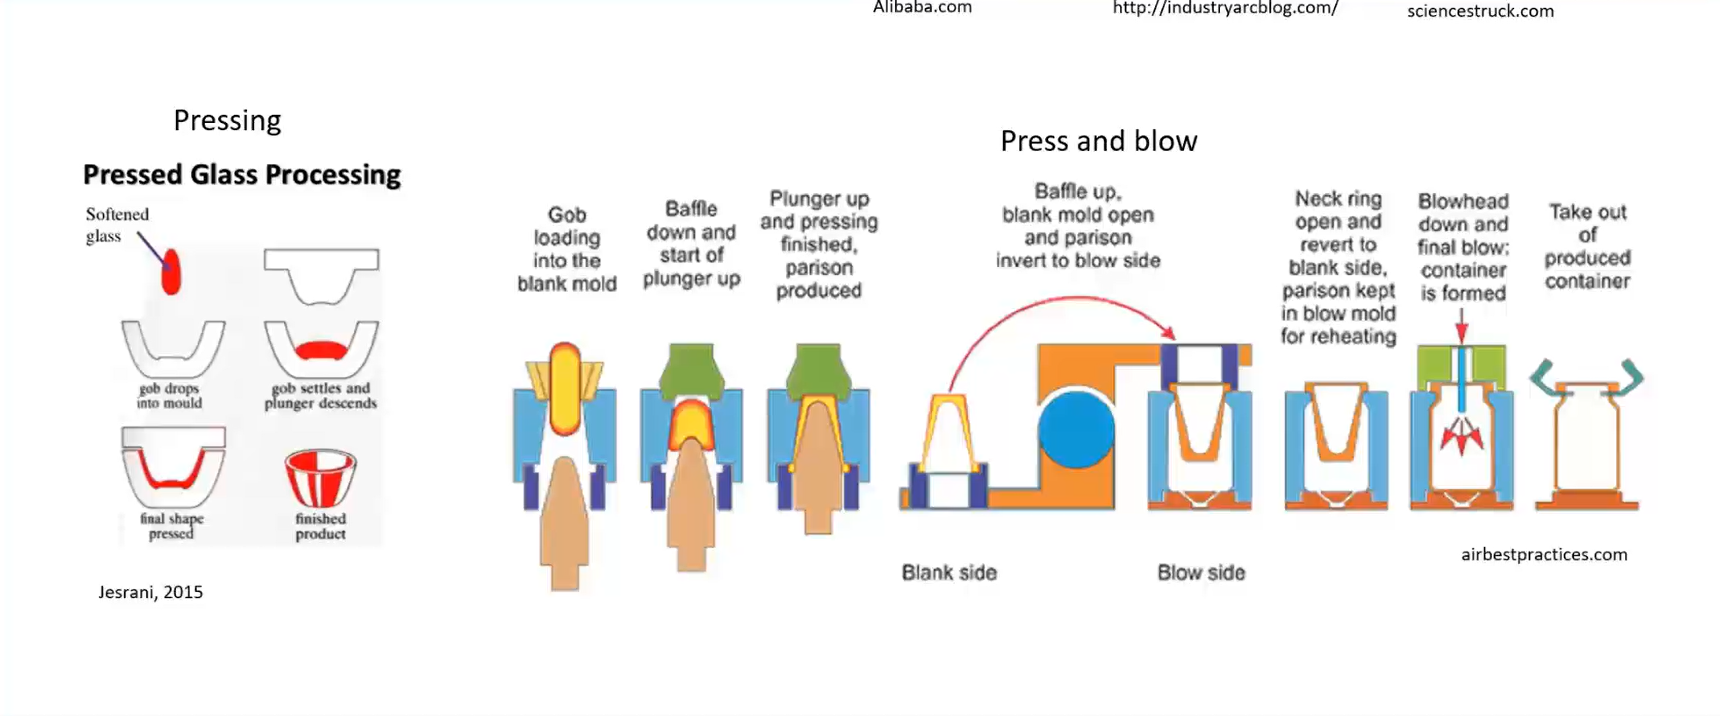 Alibaba.com
http://industryarcblog.com/
sciencestruck.com
Pressing
Pressed Glass Processing
Softened
glass
gob drops
into mould
gob settles and
plunger descends
final shape
pressed
finished
product
Jesrani, 2015
Press and blow
Gob
loading
into the
blank mold
Baffle
down and
start of
plunger up
Plunger up
and pressing
finished,
parison
produced
Baffle up,
blank mold open
and parison
invert to blow side
Neck ring
open and
revert to
blank side,
parison kept
in blow mold
for reheating
Blowhead
down and
final blow;
container
is formed
Take out
of
produced
container
Blank side
Blow side
airbestpractices.com